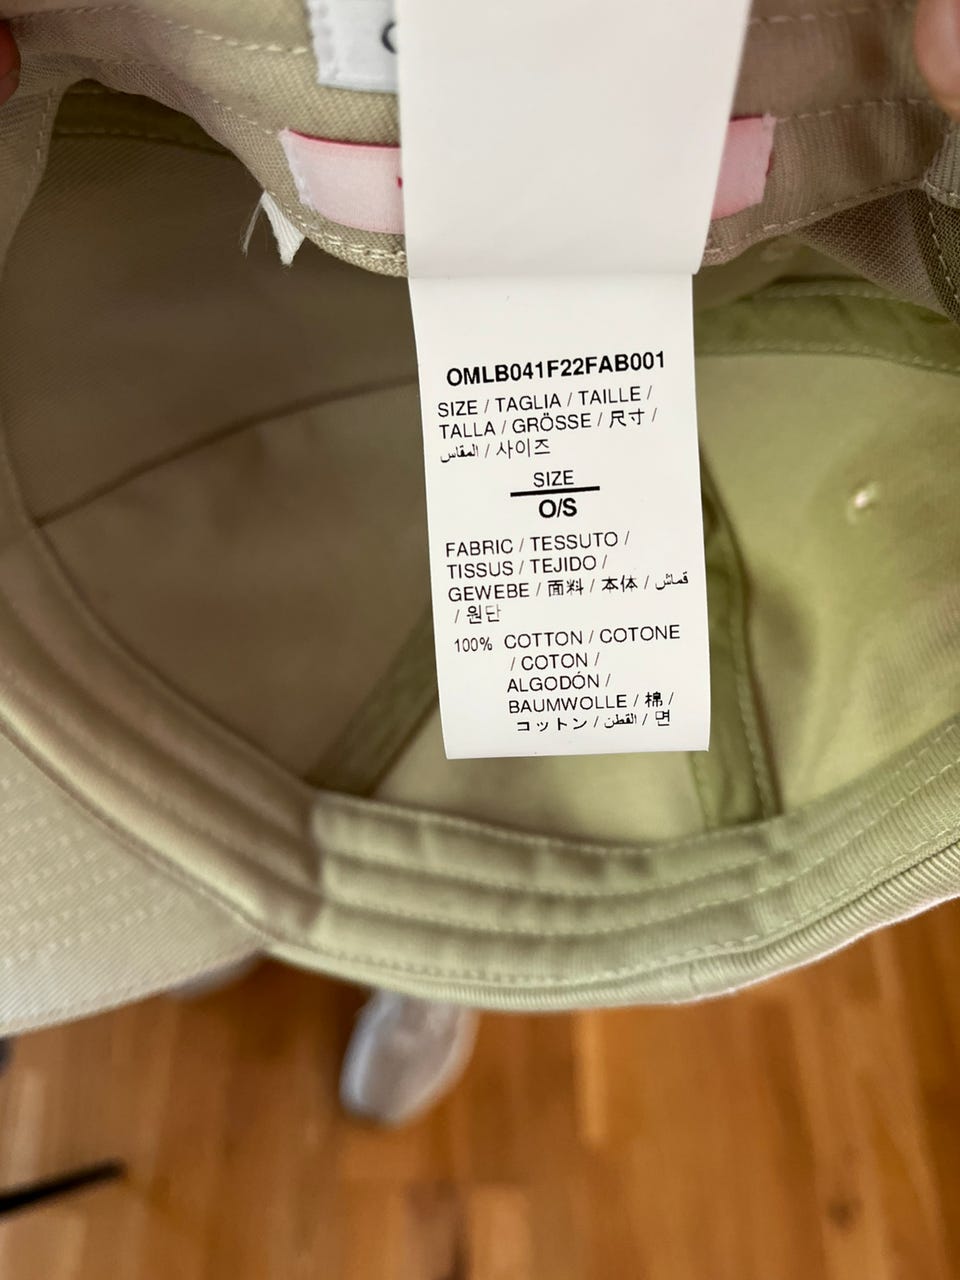 OMLB041F22FAB001
SIZE / TAGLIA / TAILLE /
TALLA / GRÖSSE / 尺寸 /
المقاس / 사이즈
SIZE
O/S
FABRIC / TESSUTO /
TISSUS / TEJIDO /
GEWEBE / 面料 / 本体 / قماش
/ 원단
100% COTTON / COTONE
/ COTON /
ALGODÓN /
BAUMWOLLE / 棉 /
コットン / القطن / 면